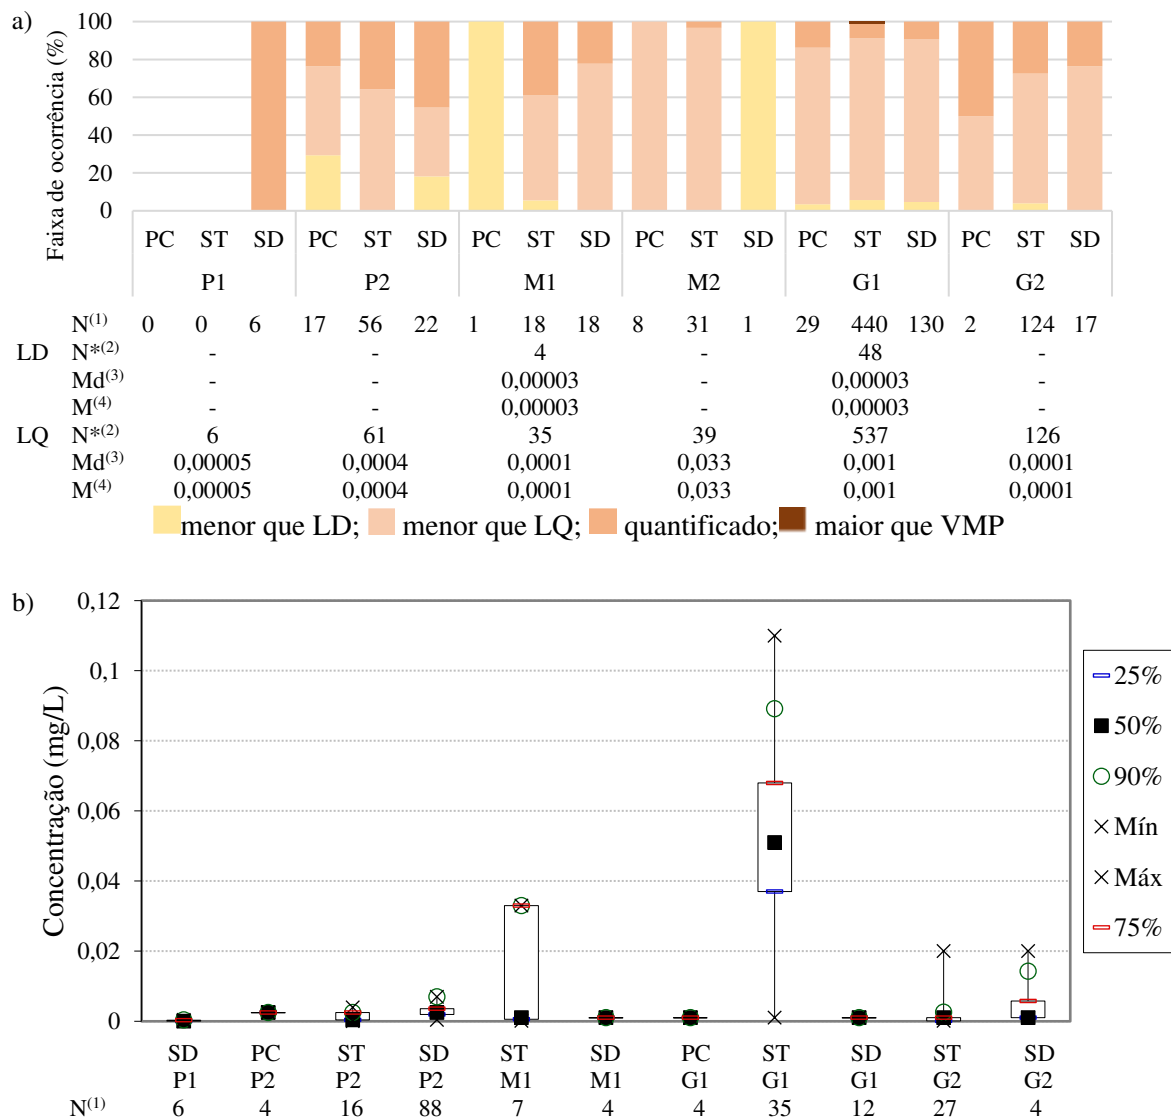 a)
Faixa de ocorrência (%)
100
80
60
40
20
0
PC ST SD PC ST SD PC ST SD PC ST SD PC ST SD PC ST SD
P1 P2 M1 M2 G1 G2
N(1) 0 0 6 17 56 22 1 18 18 8 31 1 29 440 130 2 124 17
LD N*(2) - - 4 - 48 -
Md(3) - - 0,00003 - 0,00003 -
M(4) - - 0,00003 - 0,00003 -
LQ N*(2) 6 61 35 39 537 126
Md(3) 0,00005 0,0004 0,0001 0,033 0,001 0,0001
M(4) 0,00005 0,0004 0,0001 0,033 0,001 0,0001
menor que LD; menor que LQ; quantificado; maior que VMP
b)
Concentração (mg/L)
0,12
0,1
0,08
0,06
0,04
0,02
0
25%
50%
90%
Mín
Máx
75%
SD PC ST SD ST SD PC ST SD ST SD
P1 P2 P2 P2 M1 M1 G1 G1 G1 G2 G2
N(1) 6 4 16 88 7 4 4 35 12 27 4